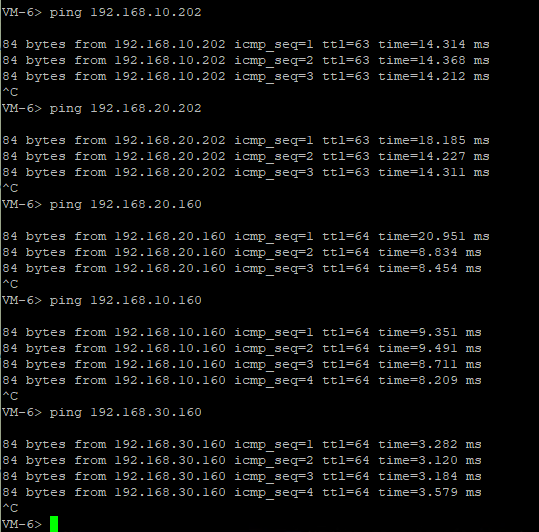 VM-6> ping 192.168.10.202
84 bytes from 192.168.10.202 icmp_seq=1 ttl=63 time=14.314 ms
84 bytes from 192.168.10.202 icmp_seq=2 ttl=63 time=14.368 ms
84 bytes from 192.168.10.202 icmp_seq=3 ttl=63 time=14.212 ms
^C
VM-6> ping 192.168.20.202
84 bytes from 192.168.20.202 icmp_seq=1 ttl=63 time=18.185 ms
84 bytes from 192.168.20.202 icmp_seq=2 ttl=63 time=14.227 ms
84 bytes from 192.168.20.202 icmp_seq=3 ttl=63 time=14.311 ms
^C
VM-6> ping 192.168.20.160
84 bytes from 192.168.20.160 icmp_seq=1 ttl=64 time=20.951 ms
84 bytes from 192.168.20.160 icmp_seq=2 ttl=64 time=8.834 ms
84 bytes from 192.168.20.160 icmp_seq=3 ttl=64 time=8.454 ms
^C
VM-6> ping 192.168.10.160
84 bytes from 192.168.10.160 icmp_seq=1 ttl=64 time=9.351 ms
84 bytes from 192.168.10.160 icmp_seq=2 ttl=64 time=9.491 ms
84 bytes from 192.168.10.160 icmp_seq=3 ttl=64 time=8.711 ms
84 bytes from 192.168.10.160 icmp_seq=4 ttl=64 time=8.209 ms
^C
VM-6> ping 192.168.30.160
84 bytes from 192.168.30.160 icmp_seq=1 ttl=64 time=3.282 ms
84 bytes from 192.168.30.160 icmp_seq=2 ttl=64 time=3.120 ms
84 bytes from 192.168.30.160 icmp_seq=3 ttl=64 time=3.184 ms
84 bytes from 192.168.30.160 icmp_seq=4 ttl=64 time=3.579 ms
^C
VM-6>